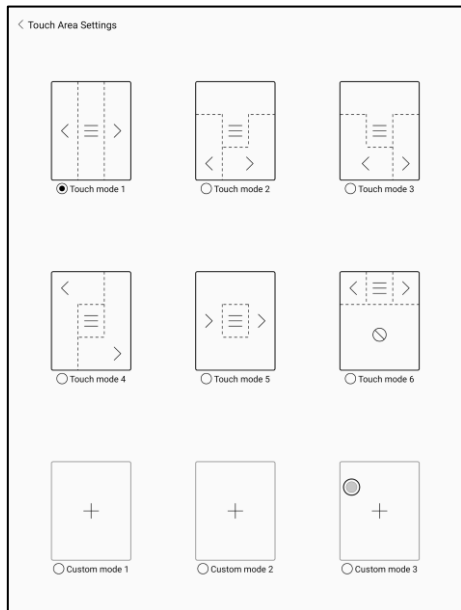 Touch Area Settings
Touch mode 1
Touch mode 2
Touch mode 3
Touch mode 4
Touch mode 5
Touch mode 6
Custom mode 1
Custom mode 2
Custom mode 3